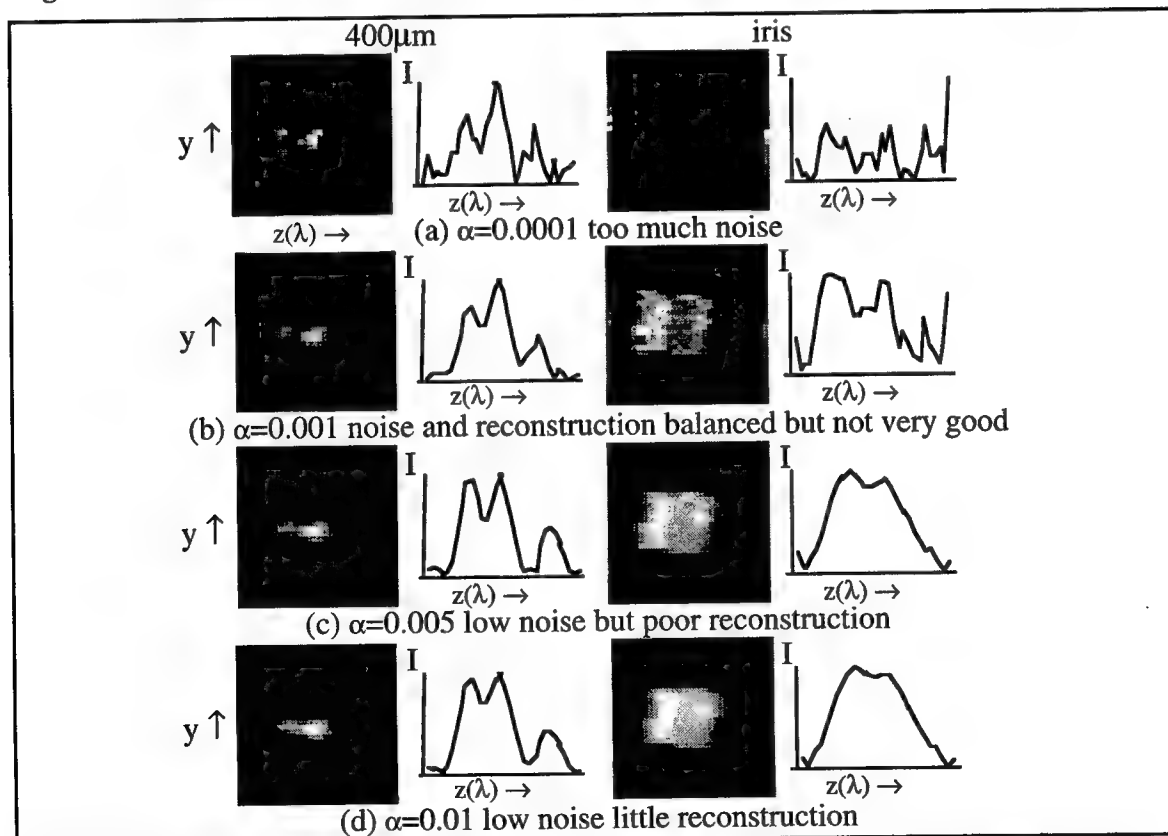 400μm iris
I I
y ↑
z(λ) → z(λ) →
z(λ) → (a) α=0.0001 too much noise
I I
y ↑
z(λ) → z(λ) →
(b) α=0.001 noise and reconstruction balanced but not very good
I I
y ↑
z(λ) → z(λ) →
(c) α=0.005 low noise but poor reconstruction
I I
y ↑
z(λ) → z(λ) →
(d) α=0.01 low noise little reconstruction